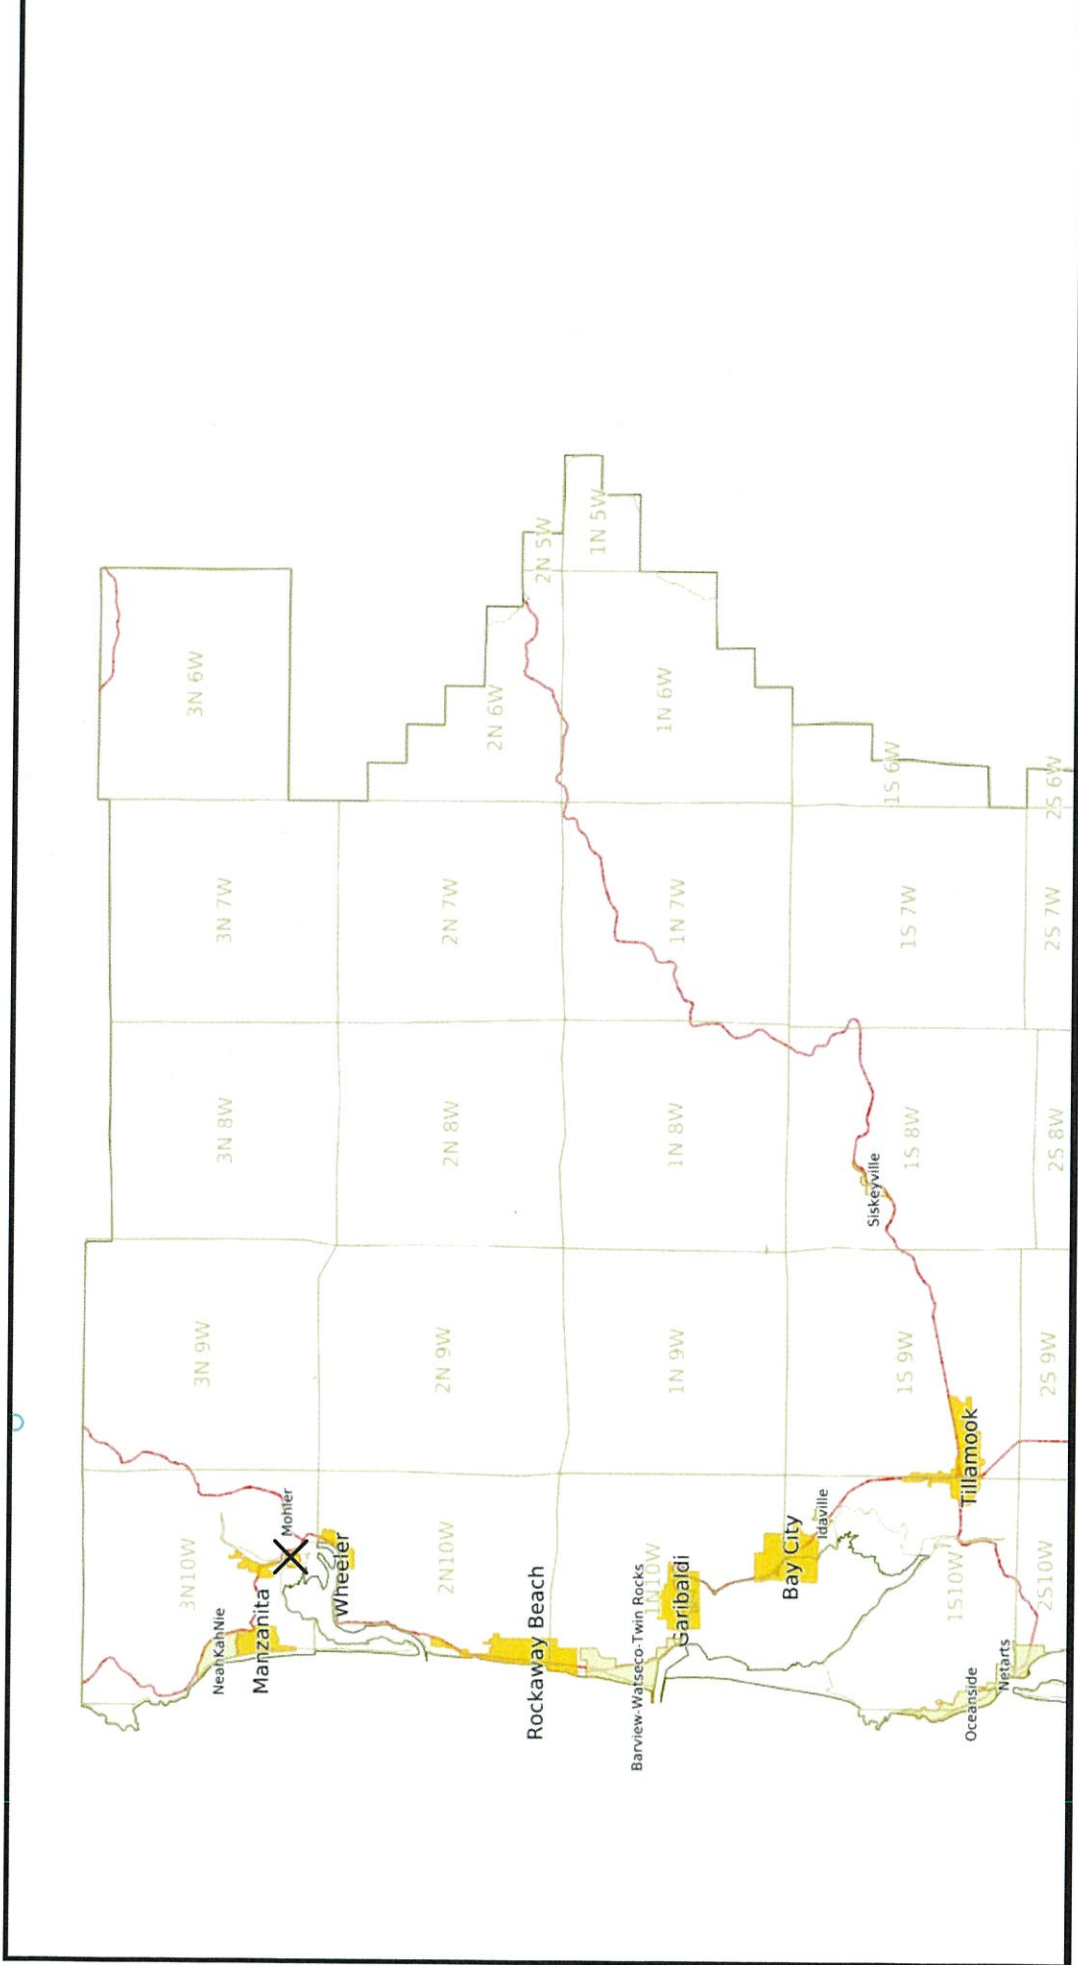 3N 6W
2N 5W
1N 5W
2N 6W
1N 6W
1S 6W
2S 6W
3N 7W
2N 7W
1N 7W
1S 7W
2S 7W
3N 8W
2N 8W
1N 8W
1S 8W
2S 8W
Siskeyville
3N 9W
2N 9W
1N 9W
1S 9W
2S 9W
Tillamook
Mohler
Idaville
3N10W
Wheeler
2N10W
Bay City
1N10W
Garibaldi
1S10W
2S10W
NeahKahNie
Manzanita
Rockaway Beach
Barview-Watseco-Twin Rocks
Oceanside
Netarts